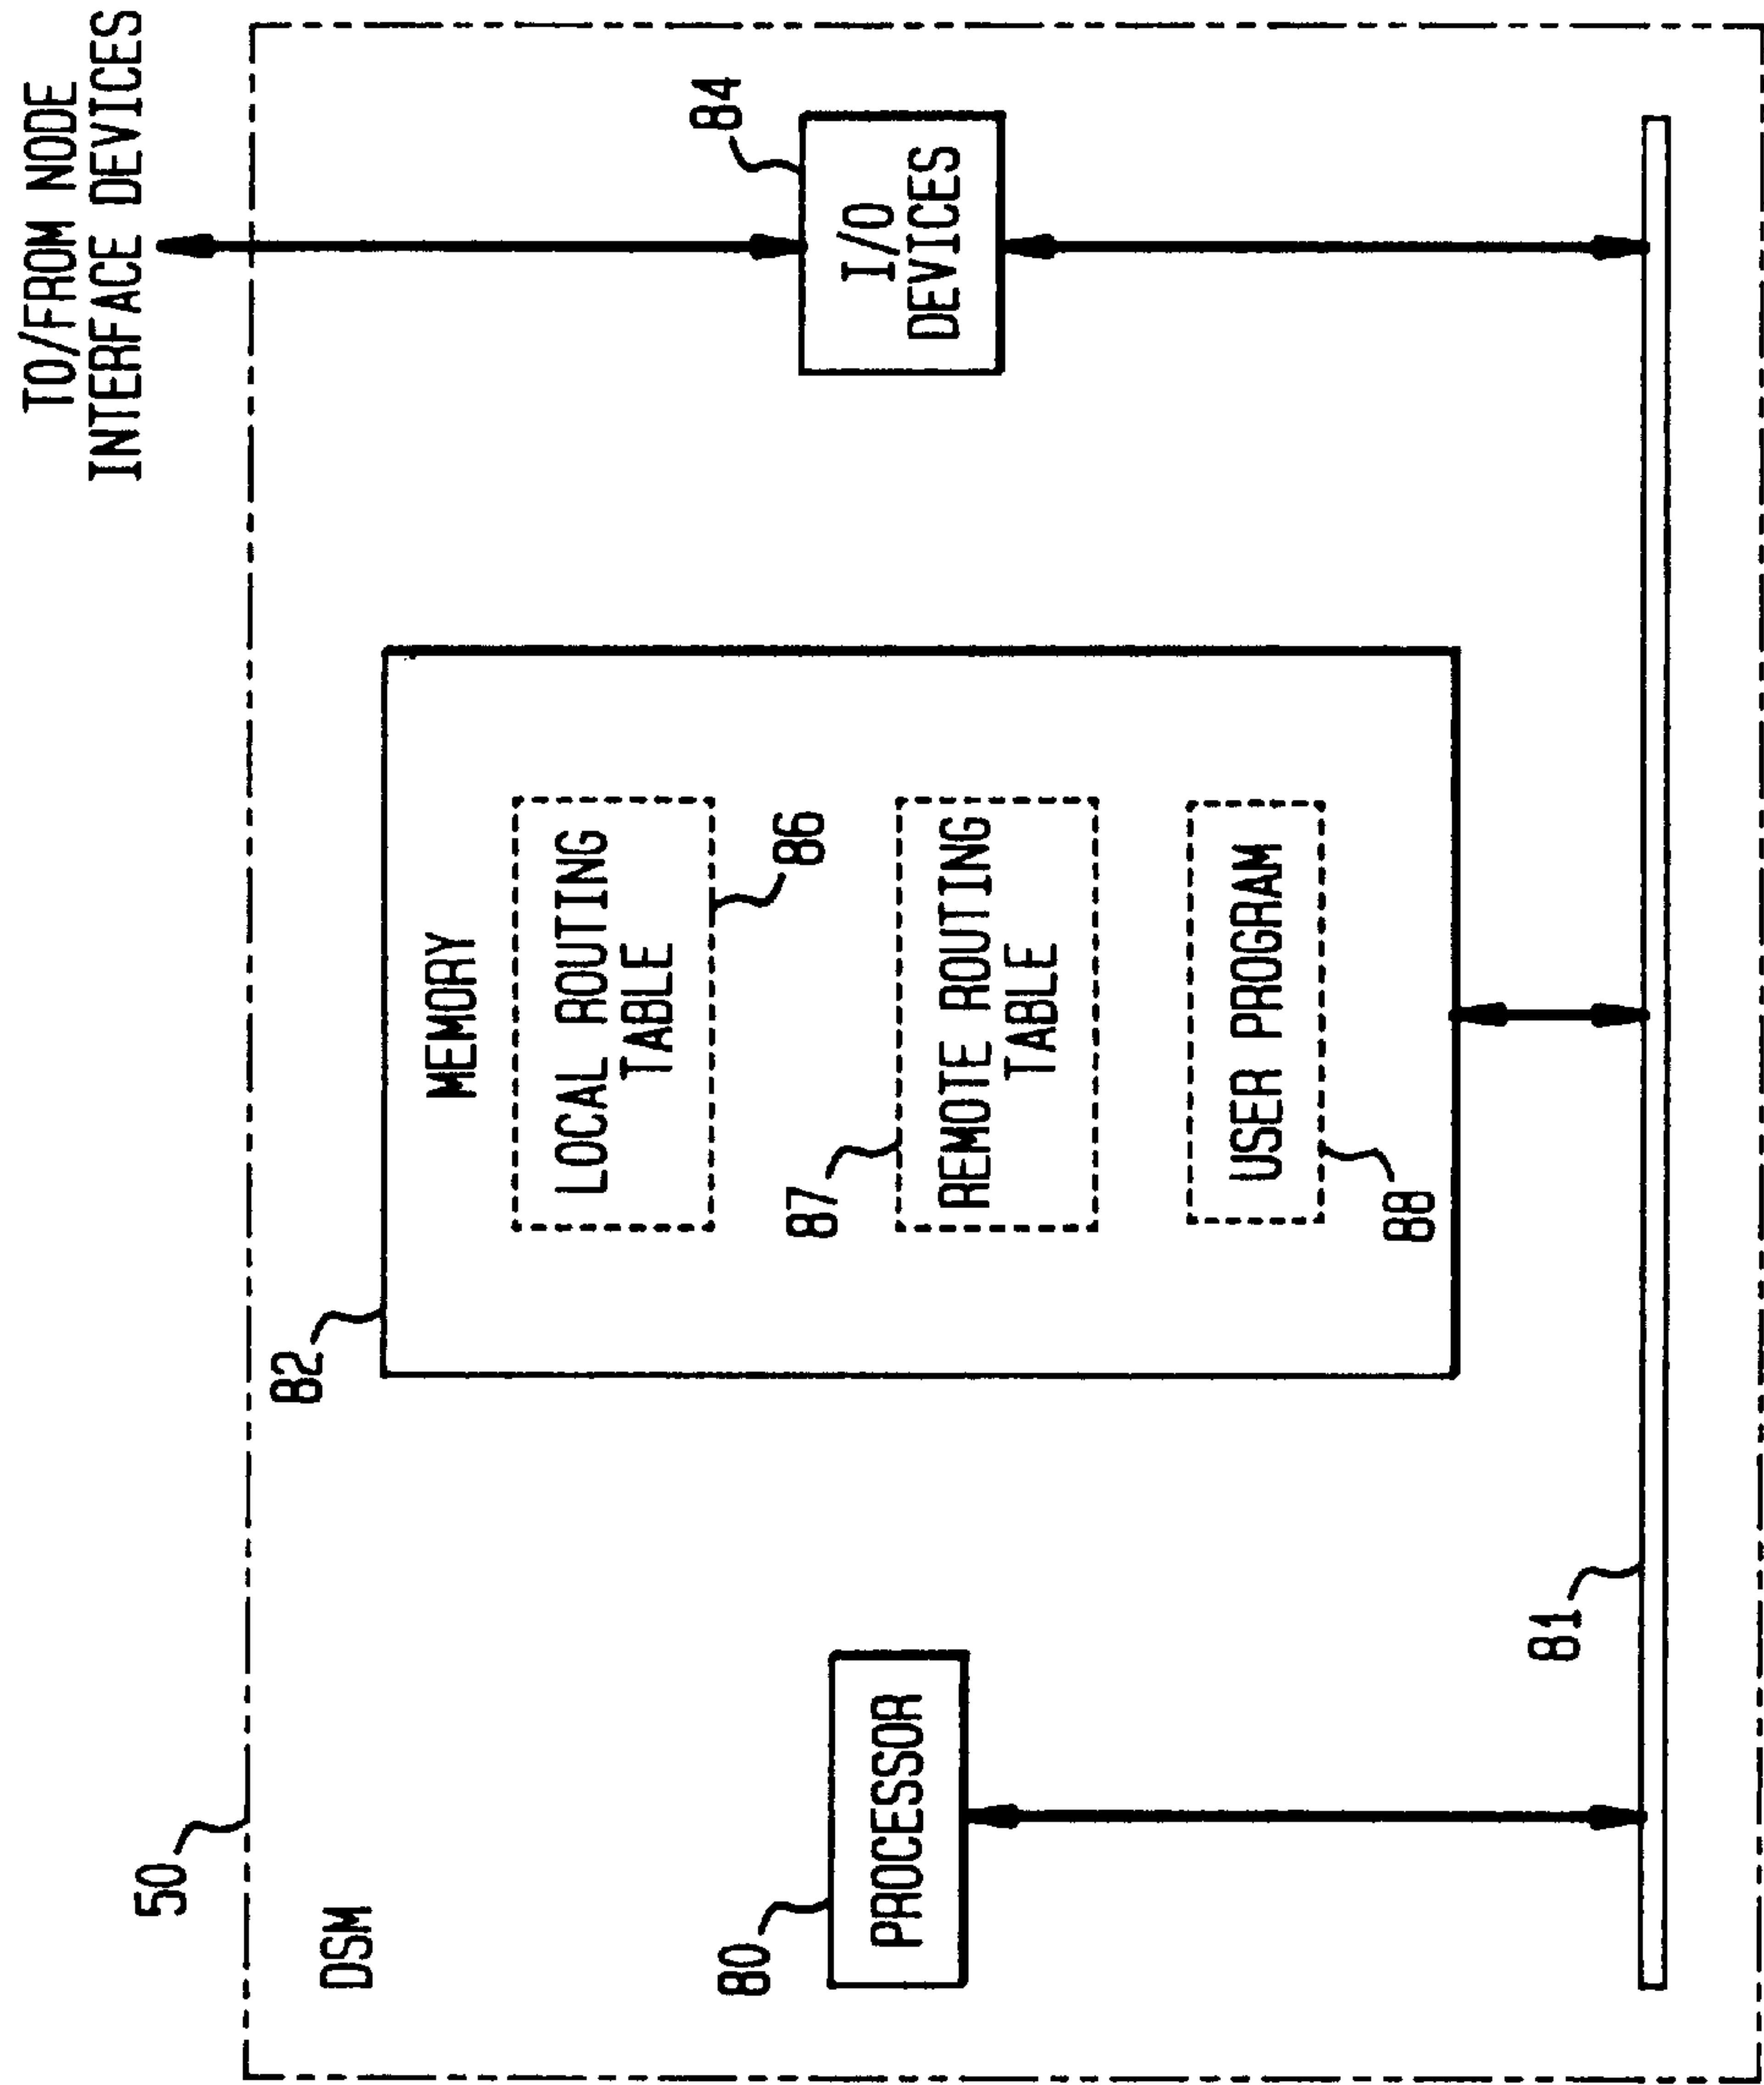 TO/FROM NODE
INTERFACE DEVICES
50
DSM
82
MEMORY
LOCAL ROUTING
TABLE
86
84
I/O
DEVICES
80
PROCESSOR
87
REMOTE ROUTING
TABLE
USER PROGRAM
88
81